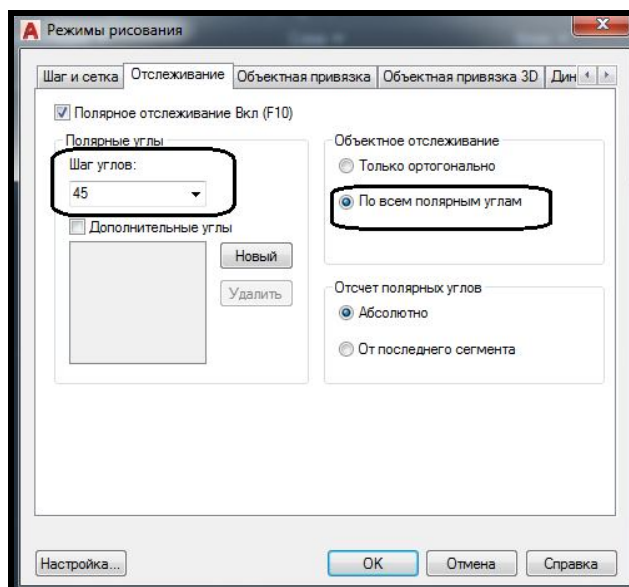 Режимы рисования
Шаг и сетка Отслеживание Объектная привязка Объектная привязка 3D Дин
Полярное отслеживание Вкл (F10)
Полярные углы
Шаг углов:
45
Дополнительные углы
Новый
Удалить
Объектное отслеживание
Только ортогонально
По всем полярным углам
Отсчет полярных углов
Абсолютно
От последнего сегмента
Настройка... OK Отмена Справка